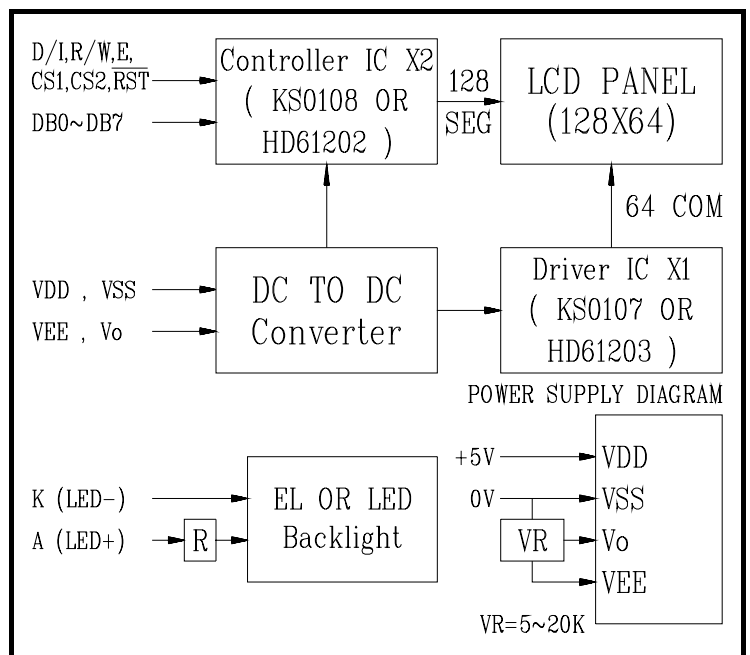 D/I,R/W,E,
CS1,CS2,R̅S̅T̅
DB0~DB7
Controller IC X2
( KS0108 OR
HD61202 )
128
SEG
LCD PANEL
(128X64)
64 COM
VDD , VSS
VEE , Vo
DC TO DC
Converter
Driver IC X1
( KS0107 OR
HD61203 )
POWER SUPPLY DIAGRAM
K (LED-)
A (LED+)
R
EL OR LED
Backlight
+5V
0V
VR
VDD
VSS
Vo
VEE
VR=5~20K